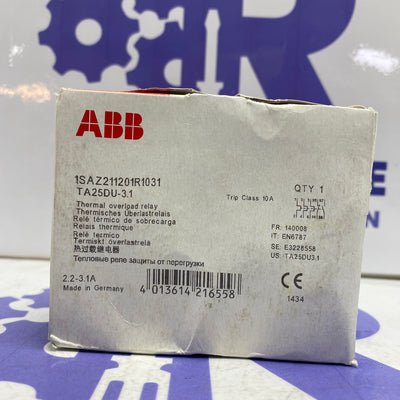 ABB
1SAZ211201R1031
TA25DU-3.1
Thermal overload relay
Thermisches Überlastrelais
Relé térmico de sobrecarga
Relais thermique
Relè termico
Termiskt överlastrelä
热过载继电器
Тепловые реле защиты от перегрузки
2.2-3.1A
Made in Germany
4 013614 216558
Trip Class 10A
QTY 1
FR: 140008
IT: EN6787
SE: E3228558
US: TA25DU3.1
CE
1434